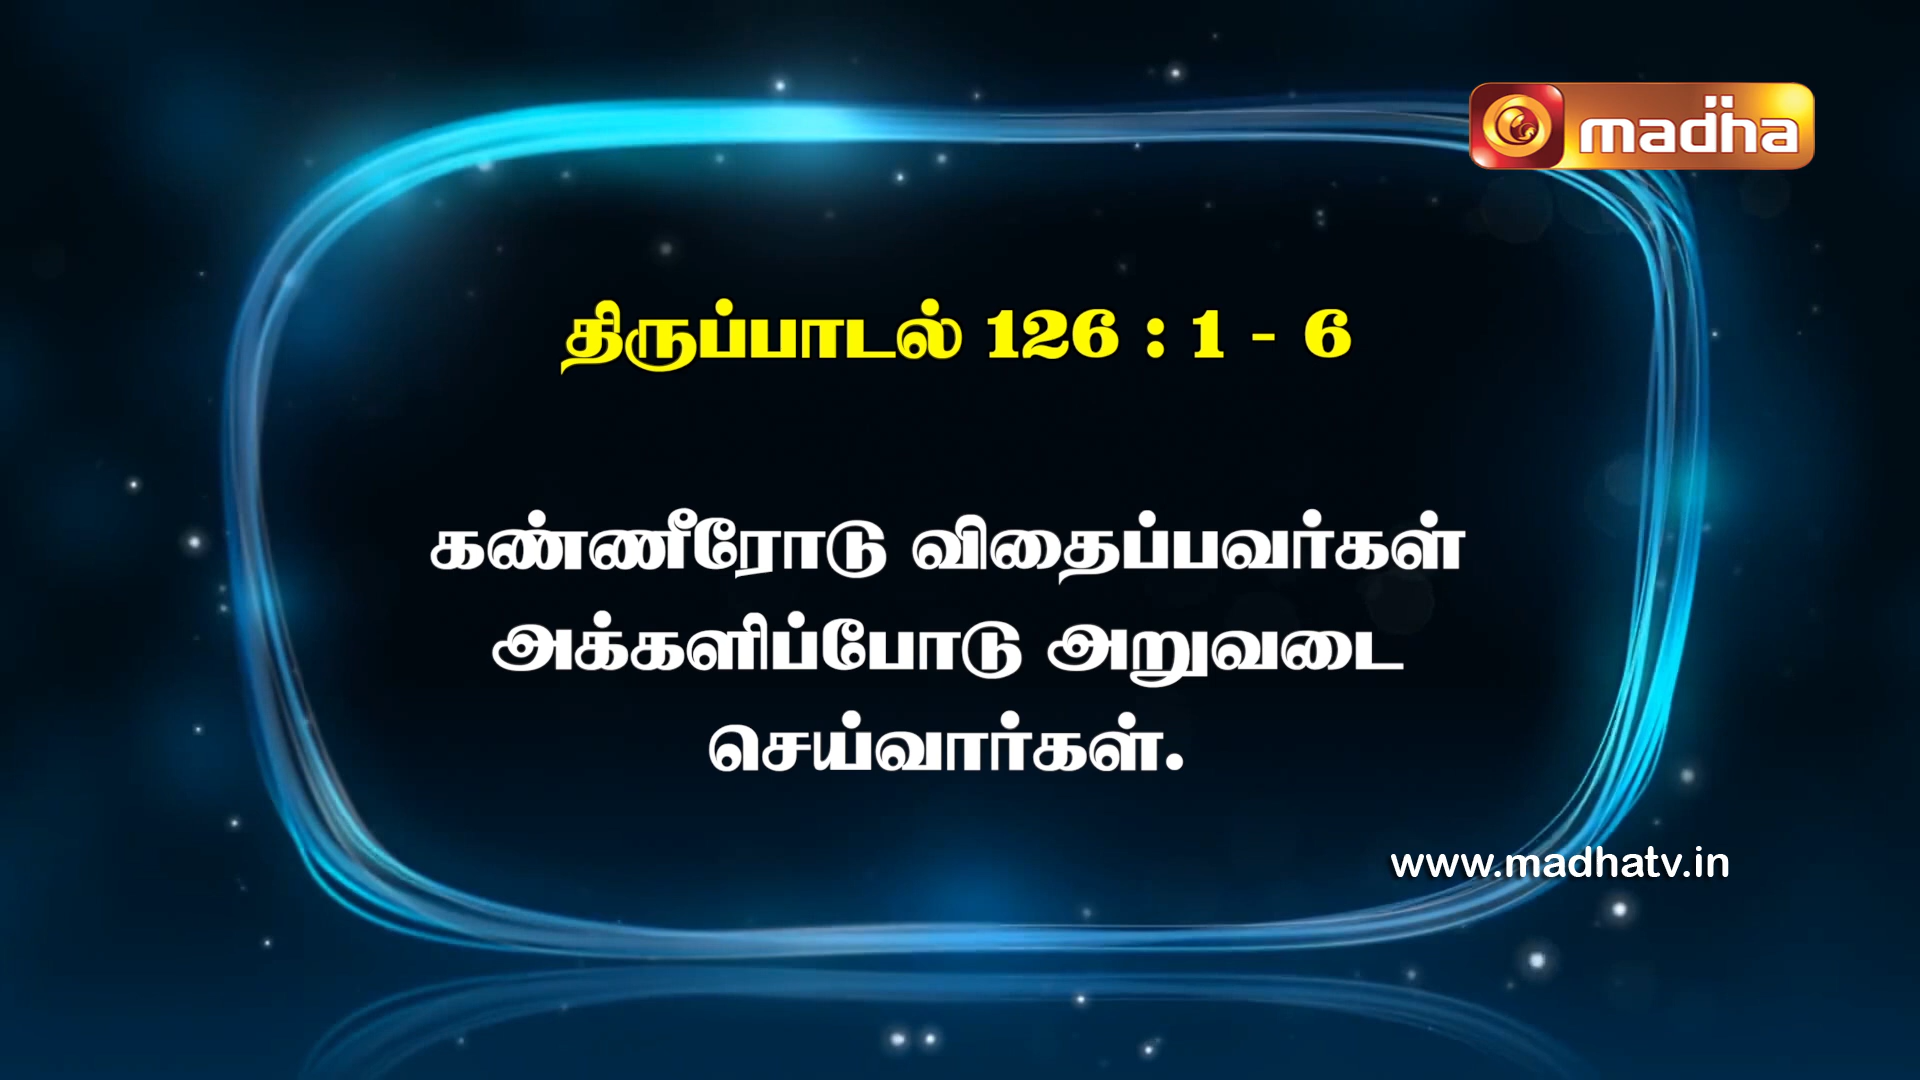 madha
திருப்பாடல் 126 : 1 - 6
கண்ணீரோடு விதைப்பவர்கள்
அக்களிப்போடு அறுவடை
செய்வார்கள்.
www.madhatv.in